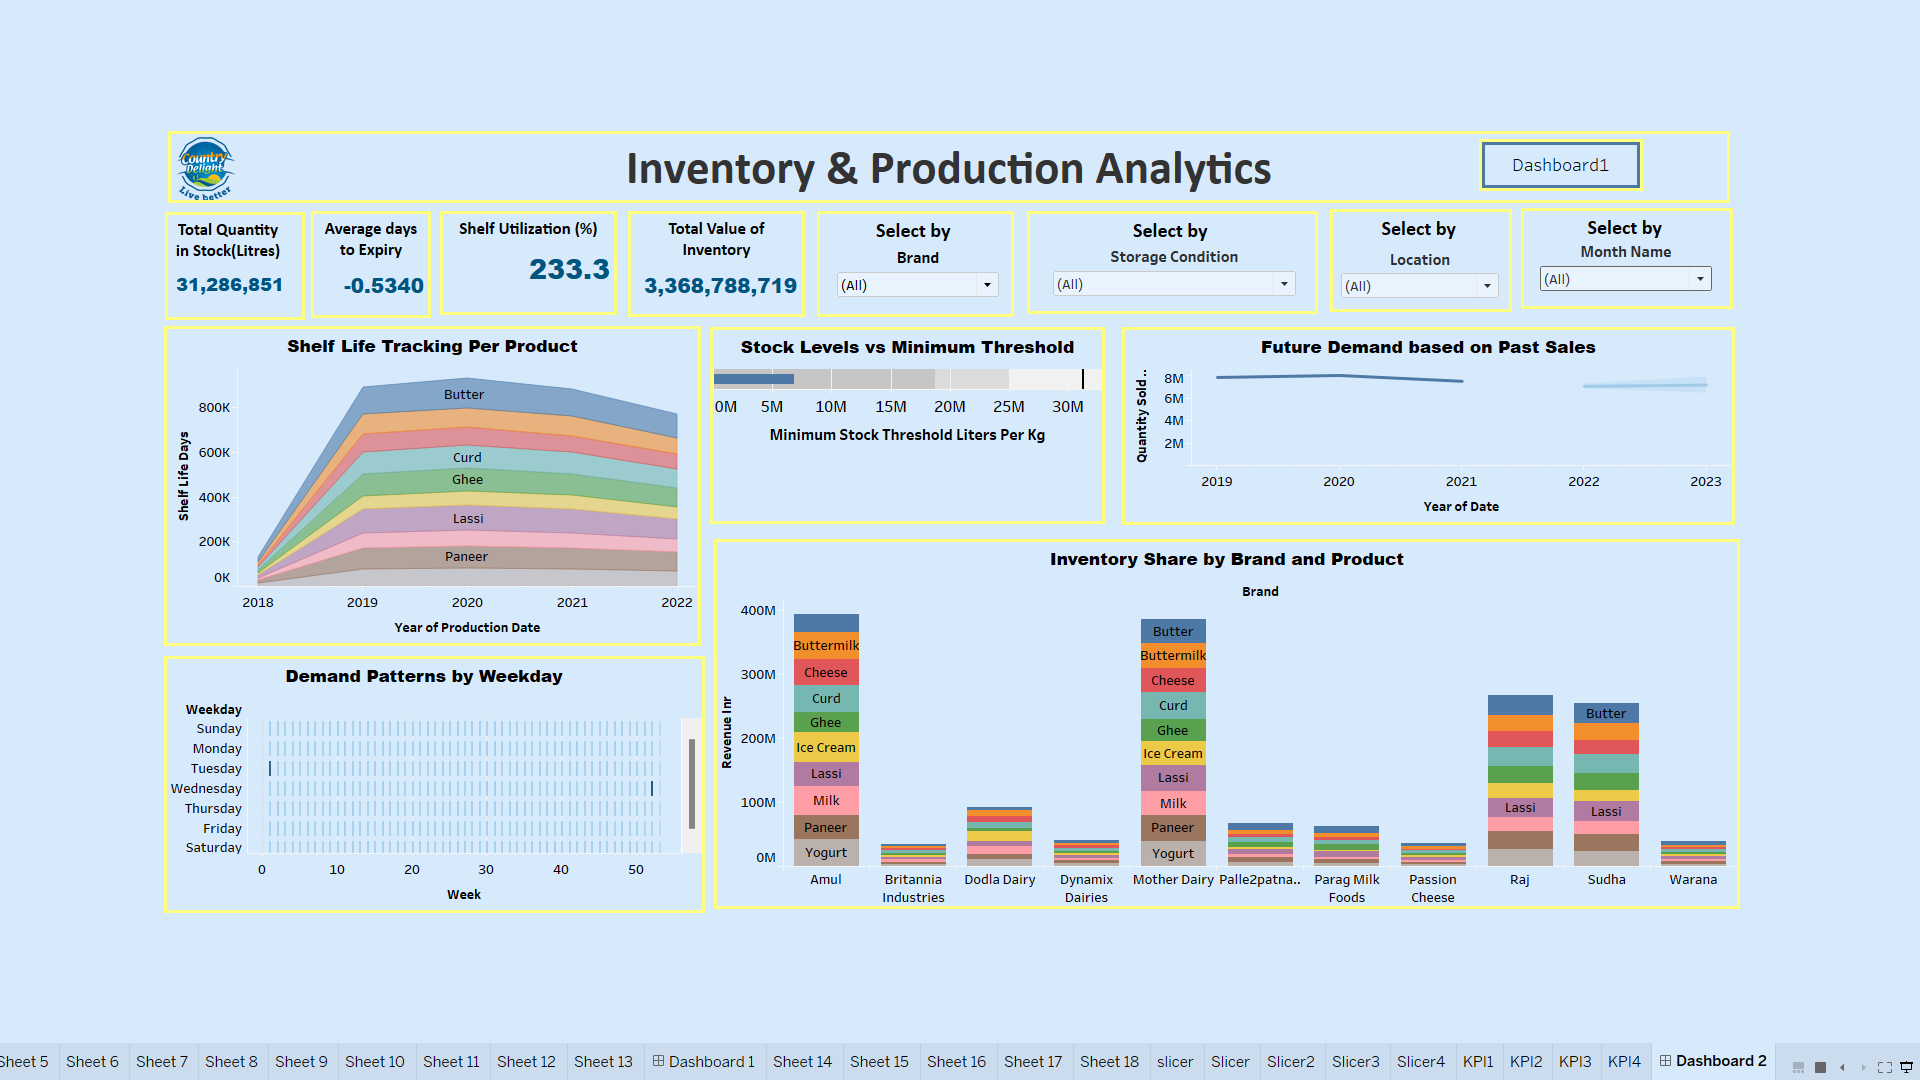 Country
Delight
Live better
Inventory & Production Analytics
Dashboard1
Total Quantity
in Stock(Litres)
31,286,851
Average days
to Expiry
-0.5340
Shelf Utilization (%)
233.3
Total Value of
Inventory
3,368,788,719
Select by
Brand
(All)
Select by
Storage Condition
(All)
Select by
Location
(All)
Select by
Month Name
(All)
Shelf Life Tracking Per Product
Shelf Life Days
800K
600K
400K
200K
0K
Butter
Curd
Ghee
Lassi
Paneer
2018 2019 2020 2021 2022
Year of Production Date
Stock Levels vs Minimum Threshold
0M 5M 10M 15M 20M 25M 30M
Minimum Stock Threshold Liters Per Kg
Future Demand based on Past Sales
Quantity Sold ..
8M
6M
4M
2M
2019 2020 2021 2022 2023
Year of Date
Demand Patterns by Weekday
Weekday
Sunday
Monday
Tuesday
Wednesday
Thursday
Friday
Saturday
0 10 20 30 40 50
Week
Inventory Share by Brand and Product
Brand
Revenue Inr
400M
300M
200M
100M
0M
Buttermilk
Cheese
Curd
Ghee
Ice Cream
Lassi
Milk
Paneer
Yogurt
Butter
Buttermilk
Cheese
Curd
Ghee
Ice Cream
Lassi
Milk
Paneer
Yogurt
Lassi
Butter
Lassi
Amul
Britannia
Industries
Dodla Dairy
Dynamix
Dairies
Mother Dairy
Palle2patna..
Parag Milk
Foods
Passion
Cheese
Raj
Sudha
Warana
Sheet 5 Sheet 6 Sheet 7 Sheet 8 Sheet 9 Sheet 10 Sheet 11 Sheet 12 Sheet 13 Dashboard 1 Sheet 14 Sheet 15 Sheet 16 Sheet 17 Sheet 18 slicer Slicer Slicer2 Slicer3 Slicer4 KPI1 KPI2 KPI3 KPI4 Dashboard 2